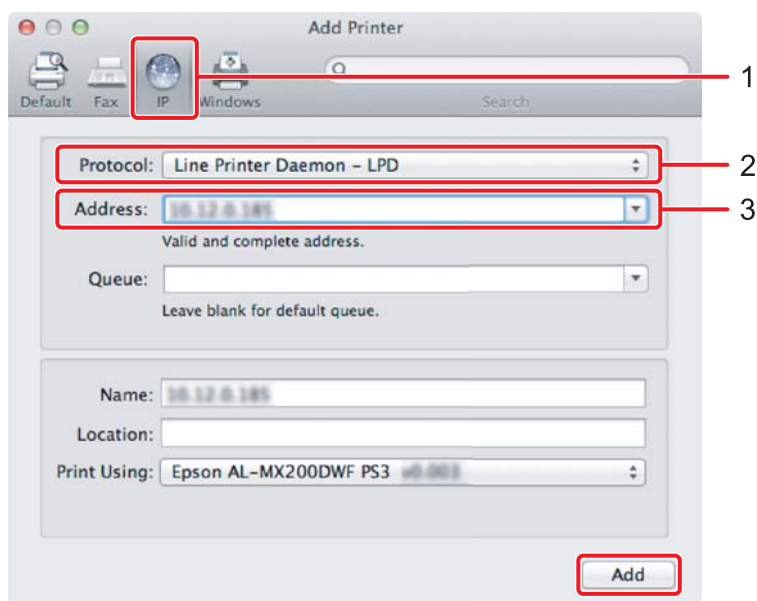 Add Printer
Default Fax IP Windows Search
1
Protocol: Line Printer Daemon – LPD
2
Address:
3
Valid and complete address.
Queue:
Leave blank for default queue.
Name:
Location:
Print Using: Epson AL-MX200DWF PS3
Add